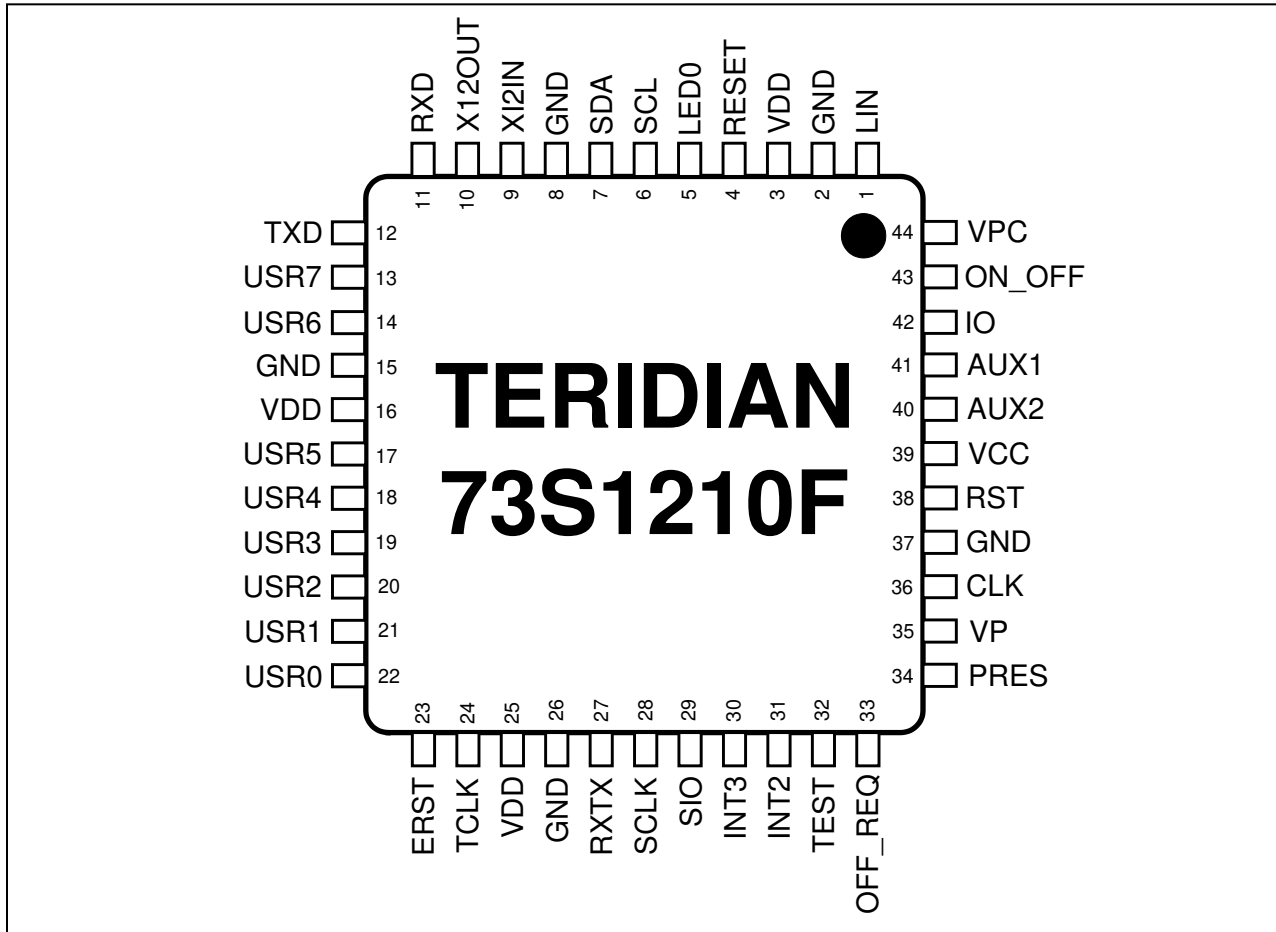 RXD
X12OUT
XI2IN
GND
SDA
SCL
LED0
RESET
VDD
GND
LIN
11
10
9
8
7
6
5
4
3
2
1
TXD 12
USR7 13
USR6 14
GND 15
VDD 16
USR5 17
USR4 18
USR3 19
USR2 20
USR1 21
USR0 22
TERIDIAN
73S1210F
44 VPC
43 ON_OFF
42 IO
41 AUX1
40 AUX2
39 VCC
38 RST
37 GND
36 CLK
35 VP
34 PRES
23
24
25
26
27
28
29
30
31
32
33
ERST
TCLK
VDD
GND
RXTX
SCLK
SIO
INT3
INT2
TEST
OFF_REQ